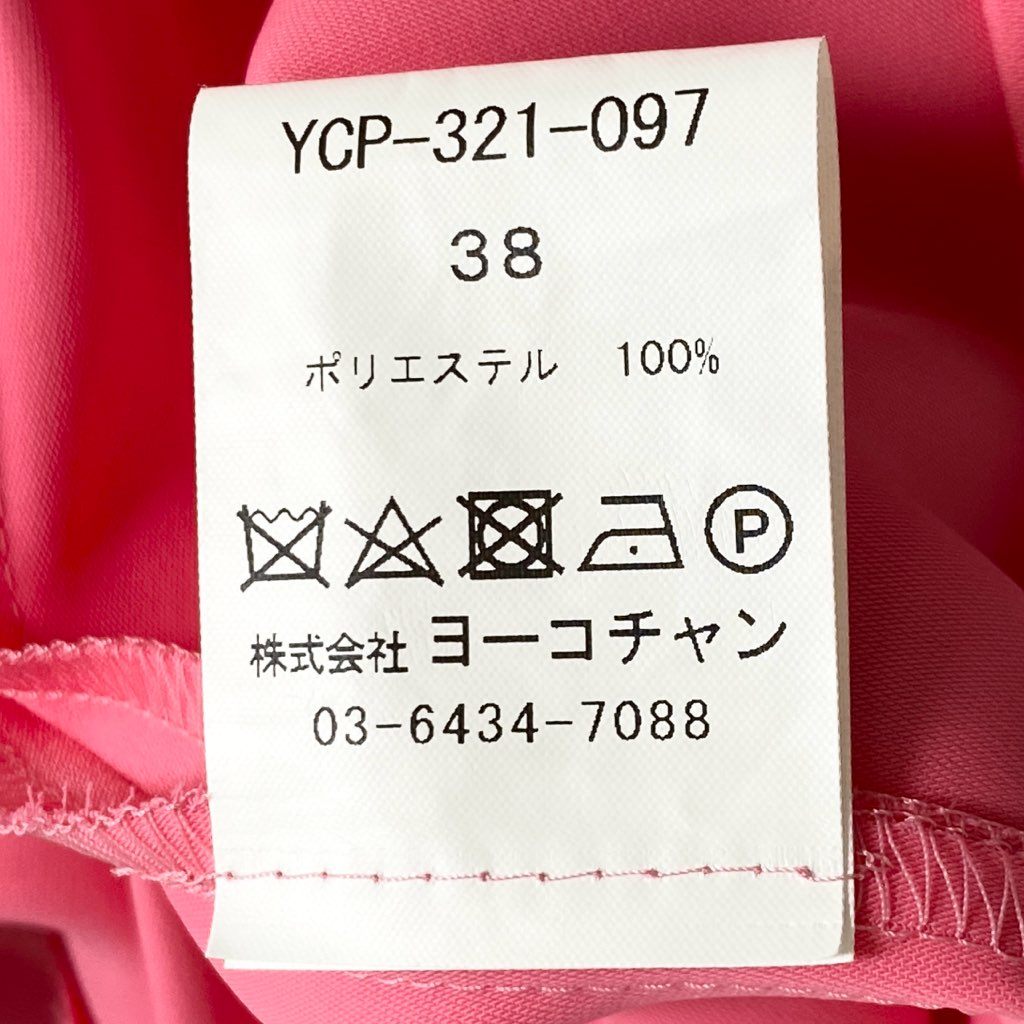 YCP-321-097
38
ポリエステル 100%
P
株式会社 ヨーコチャン
03-6434-7088